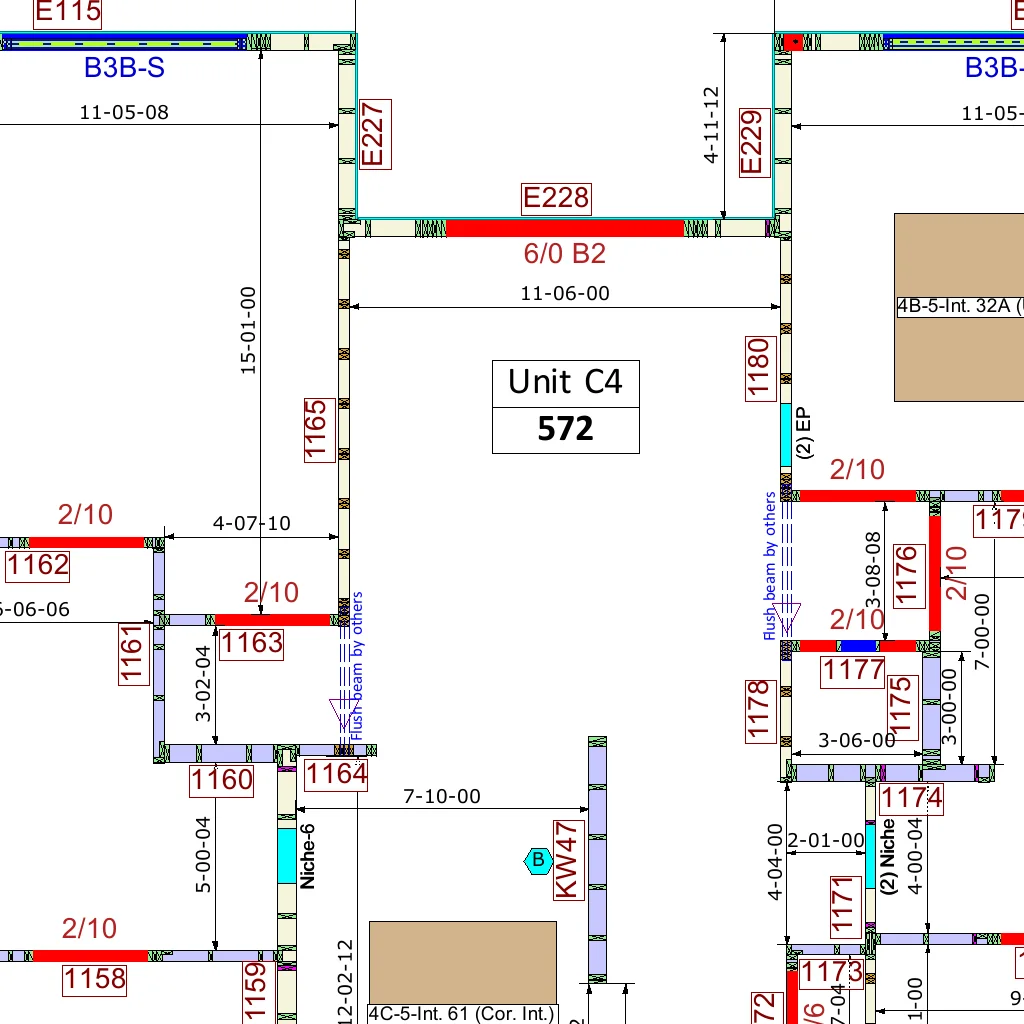 E115
B3B-S
B3B-
11-05-08
E227
4-11-12
E229
11-05-
E228
6/0 B2
11-06-00
15-01-00
4B-5-Int. 32A (
1180
Unit C4
572
1165
(2) EP
2/10
2/10
4-07-10
1179
1162
Flush beam by others
3-08-08
1176
2/10
2/10
Flush beam by others
2/10
-06-06
1163
1161
7-00-00
3-02-04
1177
1178
1175
3-00-00
3-06-00
1160
1164
1174
7-10-00
Niche-6
5-00-04
B
KW47
4-04-00
2-01-00
(2) Niche
4-00-04
1171
2/10
1158
1159
12-02-12
1173
72
/6
7-04
1-00
9-
4C-5-Int. 61 (Cor. Int.)
2